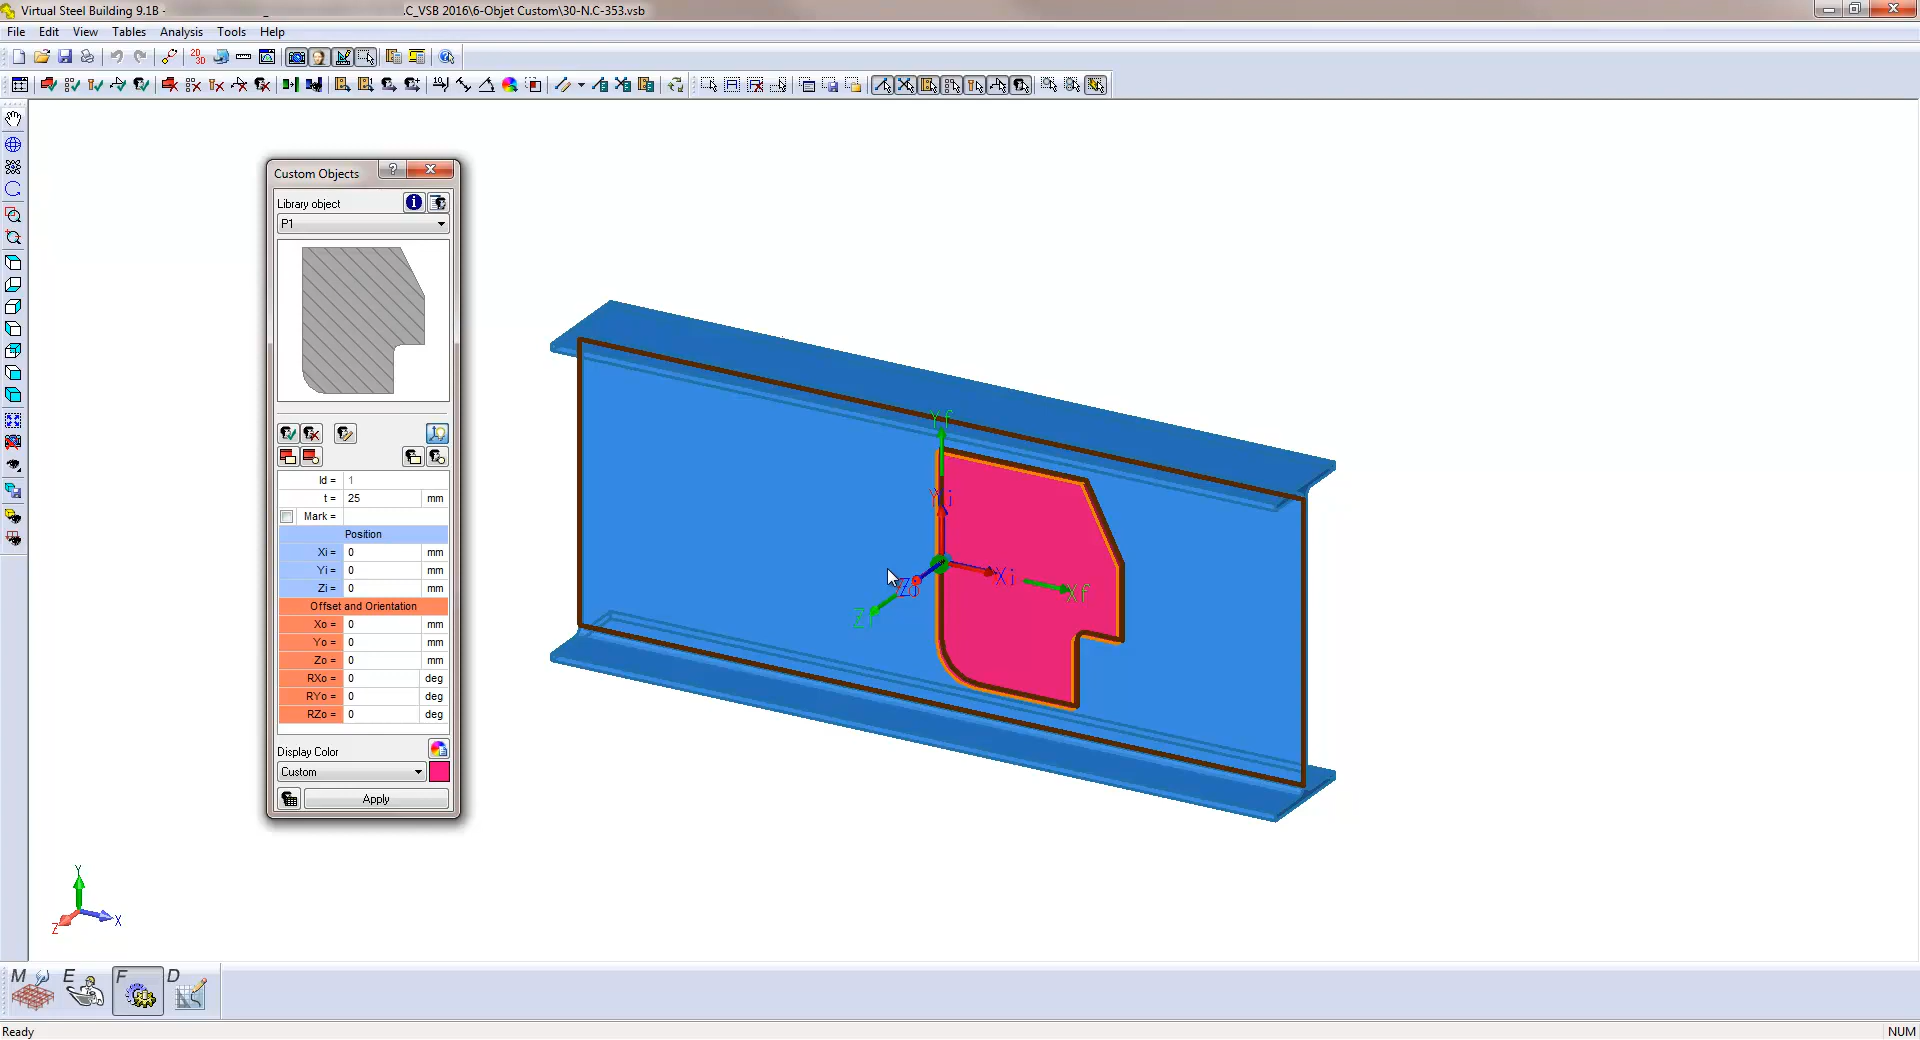 Virtual Steel Building 9.1B - .C_VSB 2016\6-Objet Custom\30-N.C-353.vsb
File Edit View Tables Analysis Tools Help
2D
3D
Custom Objects
?
Library object
P1
Id = 1
t = 25 mm
Mark =
Position
Xi = 0 mm
Yi = 0 mm
Zi = 0 mm
Offset and Orientation
Xo = 0 mm
Yo = 0 mm
Zo = 0 mm
RXo = 0 deg
RYo = 0 deg
RZo = 0 deg
Display Color
Custom
Apply
Yf
Yi
Xi
Xf
Zf
Y
X
Z
M E F D
Ready NUM